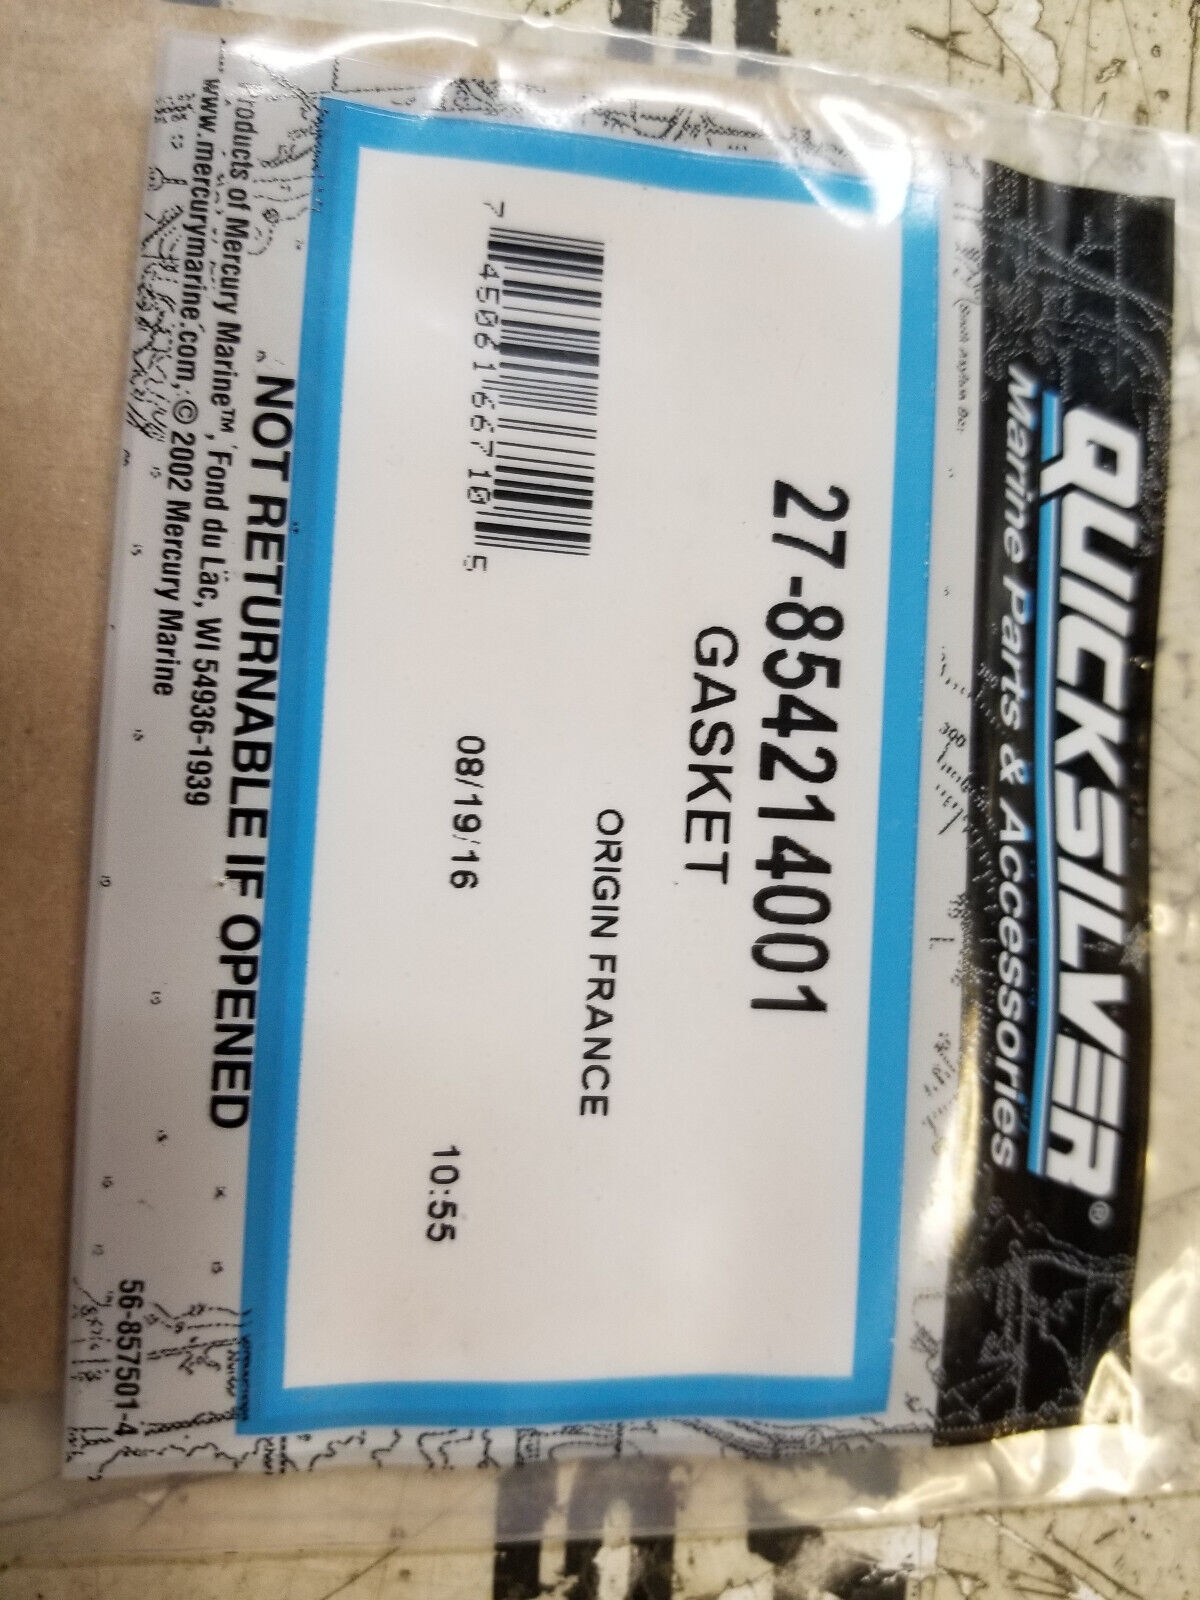 QUICKSILVER®
Marine Parts & Accessories
27-854214001
GASKET
ORIGIN FRANCE
7 45061 66710 5
08/19/16 10:55
NOT RETURNABLE IF OPENED
Products of Mercury Marine™, Fond du Läc, WI 54936-1939
www.mercurymarine.com, © 2002 Mercury Marine
56-857501-4